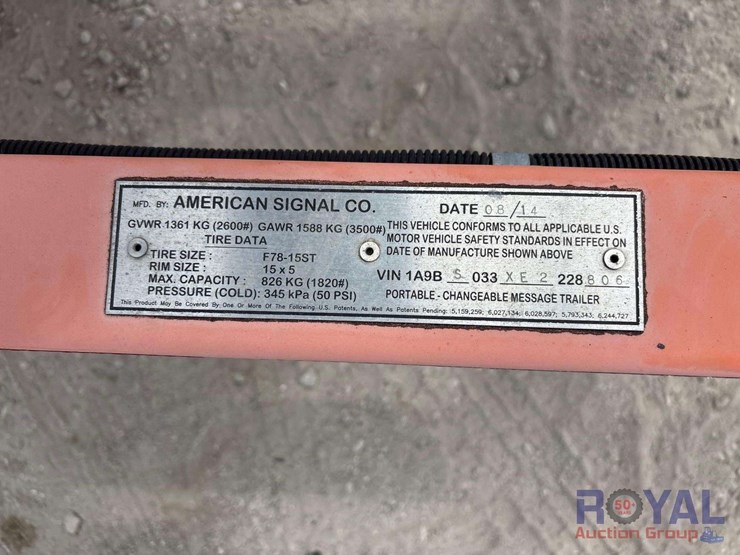 MFD. BY: AMERICAN SIGNAL CO. DATE 08/14
GVWR 1361 KG (2600#) GAWR 1588 KG (3500#)
TIRE DATA
TIRE SIZE : F78-15ST
RIM SIZE : 15 x 5
MAX. CAPACITY : 826 KG (1820#)
PRESSURE (COLD): 345 kPa (50 PSI)
THIS VEHICLE CONFORMS TO ALL APPLICABLE U.S.
MOTOR VEHICLE SAFETY STANDARDS IN EFFECT ON
DATE OF MANUFACTURE SHOWN ABOVE
VIN 1A9B S 033 XE2 228 806
PORTABLE - CHANGEABLE MESSAGE TRAILER
This Product May Be Covered By One Or More Of The Following U.S. Patents, As Well As Patents Pending: 5,159,259; 6,027,134; 6,028,597; 5,793,343; 6,244,727
ROYAL
50+
Auction Group